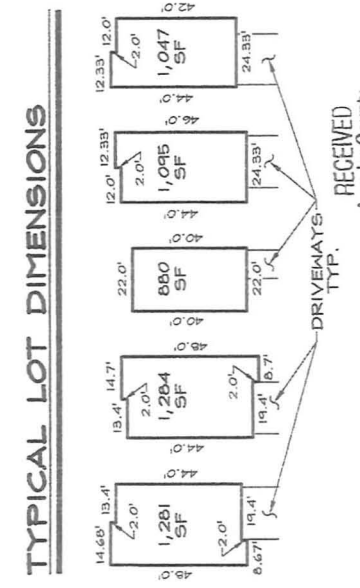 TYPICAL LOT DIMENSIONS
14.68' 13.4'
2.0'
48.0' 1,281 SF 44.0'
2.0'
8.67' 19.4'
13.4' 14.7'
2.0'
44.0' 1,284 SF 48.0'
2.0'
19.4' 8.7'
22.0'
40.0' 880 SF 40.0'
22.0'
12.0' 12.33'
2.0'
44.0' 1,095 SF 46.0'
24.33'
12.33' 12.0'
2.0'
44.0' 1,047 SF 42.0'
24.33'
DRIVEWAYS
TYP.
RECEIVED